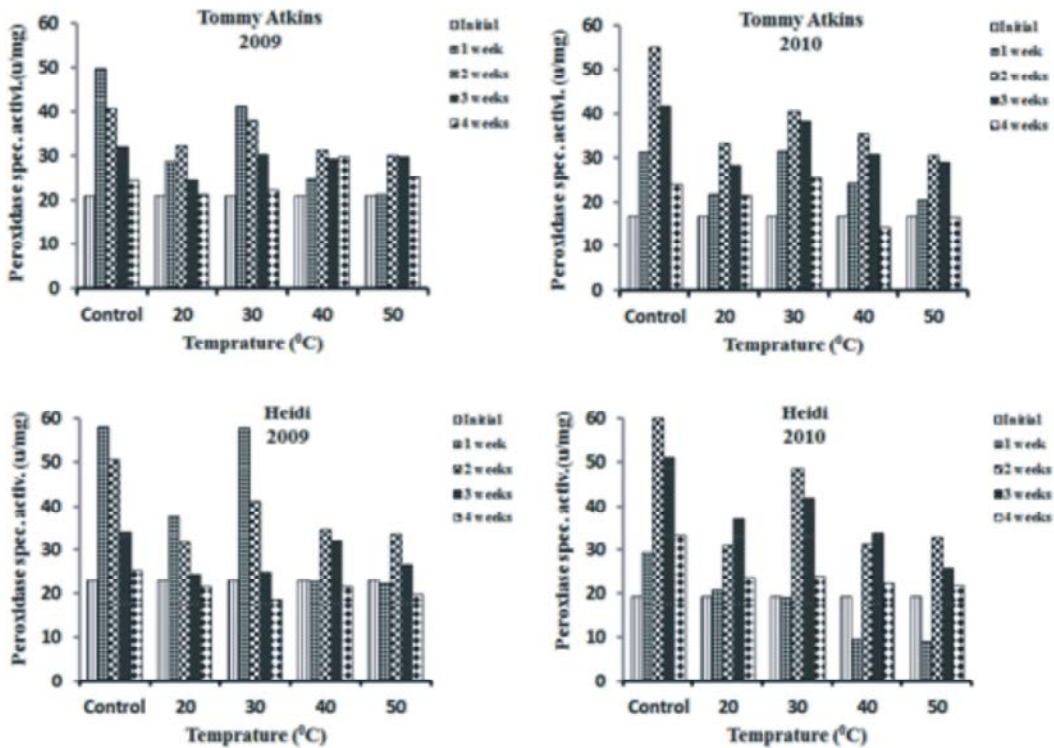 Tommy Atkins
2009
Peroxidase spec. activi.(u/mg)
60
50
40
30
20
10
0
Control 20 30 40 50
Temprature (⁰C)
Initial
1 week
2 weeks
3 weeks
4 weeks
Tommy Atkins
2010
Peroxidase spec. activi. (u/mg)
60
50
40
30
20
10
0
Control 20 30 40 50
Temprature (⁰C)
Initial
1 week
2 weeks
3 weeks
4 weeks
Heidi
2009
Peroxidase spec. activ. (u/mg)
60
50
40
30
20
10
0
Control 20 30 40 50
Temprature (⁰C)
Initial
1 week
2 weeks
3 weeks
4 weeks
Heidi
2010
Peroxiase spec. activ.(u/mg)
60
50
40
30
20
10
0
Control 20 30 40 50
Temprature (⁰C)
Initial
1 week
2 weeks
3 weeks
4 weeks